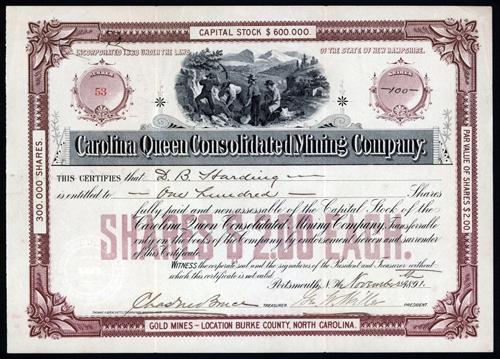 CAPITAL STOCK $600.000.
INCORPORATED 1883 UNDER THE LAWS OF THE STATE OF NEW HAMPSHIRE.
NUMBER
53
SHARES
-100-
Carolina Queen Consolidated Mining Company,
THIS CERTIFIES that D. B. Harding
is entitled to One Hundred Shares
fully paid and non-assessable of the Capital Stock of the
Carolina Queen Consolidated Mining Company, Transferable
only on the books of the Company by endorsement hereon and surrender
of this Certificate.
WITNESS the corporate seal and the signatures of the President and Treasurer without
which this certificate is not valid.
Portsmouth, N.H. November 1891.
TREASURER
PRESIDENT
SHARES $2.00 EACH.
300.000 SHARES.
PAR VALUE OF SHARES $2.00
GOLD MINES – LOCATION BURKE COUNTY, NORTH CAROLINA.